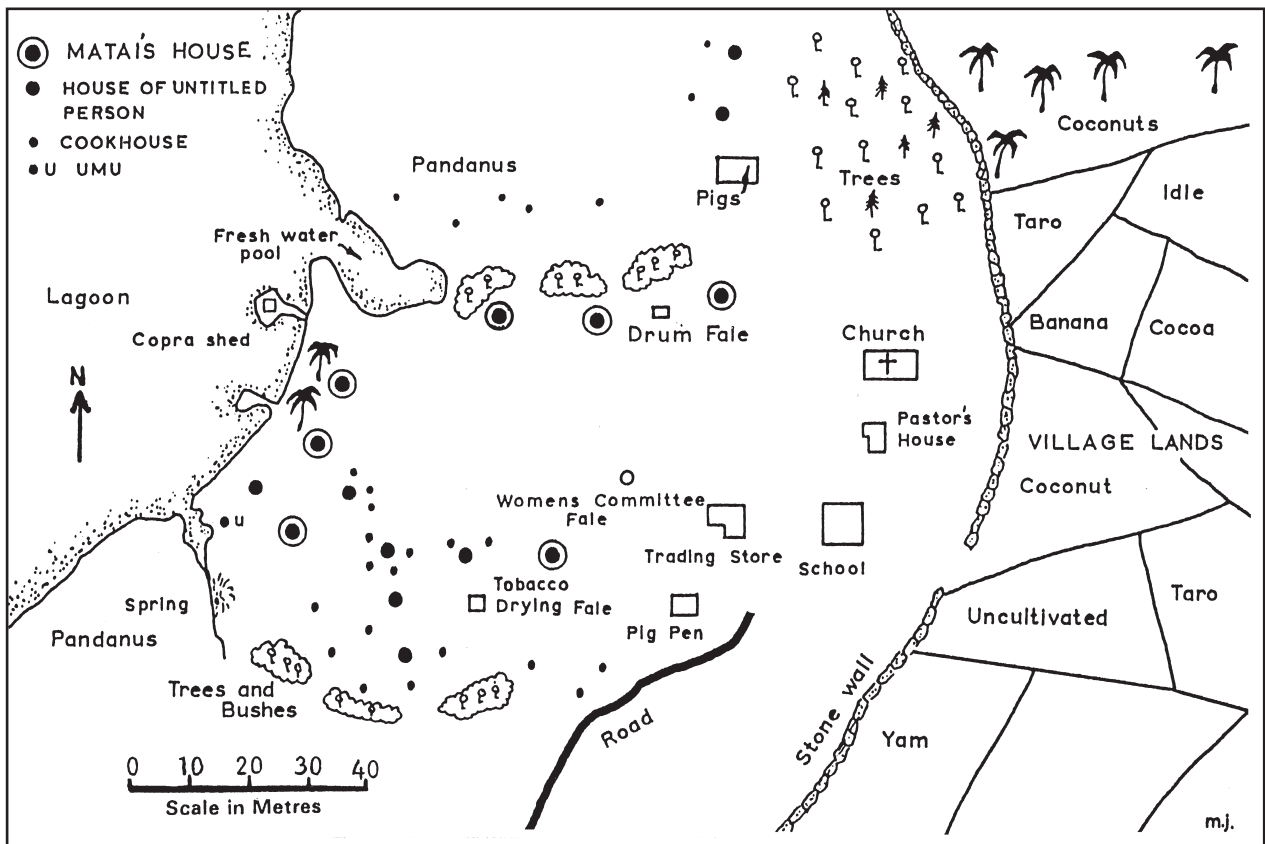 MATAI'S HOUSE
HOUSE OF UNTITLED
PERSON
COOKHOUSE
U UMU
Pandanus
Pigs
Trees
Coconuts
Idle
Taro
Fresh water
pool
Lagoon
Copra shed
Drum Fale
Church
Banana
Cocoa
N
Pastor's
House
VILLAGE LANDS
Coconut
Womens Committee
Fale
u
Trading Store
School
Tobacco
Drying Fale
Spring
Pandanus
Pig Pen
Uncultivated
Taro
Trees and
Bushes
Road
Stone wall
Yam
0 10 20 30 40
Scale in Metres
m.j.